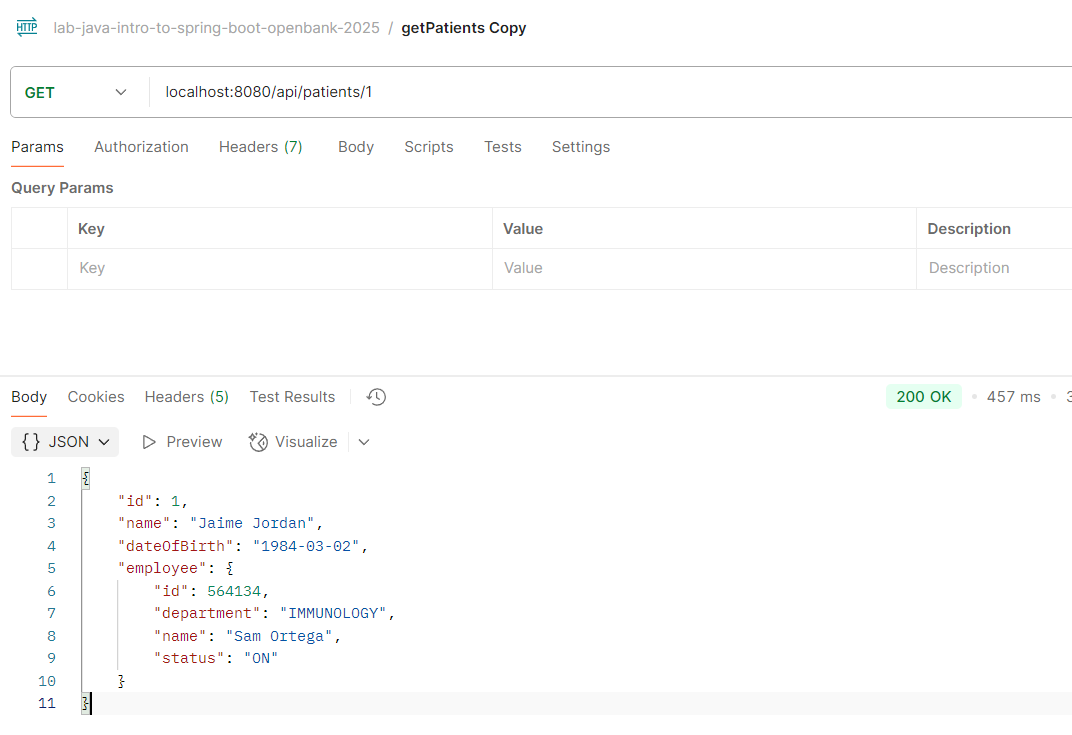 HTTP lab-java-intro-to-spring-boot-openbank-2025 / getPatients Copy
GET localhost:8080/api/patients/1
Params Authorization Headers (7) Body Scripts Tests Settings
Query Params
Key Value Description
Key Value Description
Body Cookies Headers (5) Test Results 200 OK • 457 ms •
{} JSON Preview Visualize
1 {
2 "id": 1,
3 "name": "Jaime Jordan",
4 "dateOfBirth": "1984-03-02",
5 "employee": {
6 "id": 564134,
7 "department": "IMMUNOLOGY",
8 "name": "Sam Ortega",
9 "status": "ON"
10 }
11 }